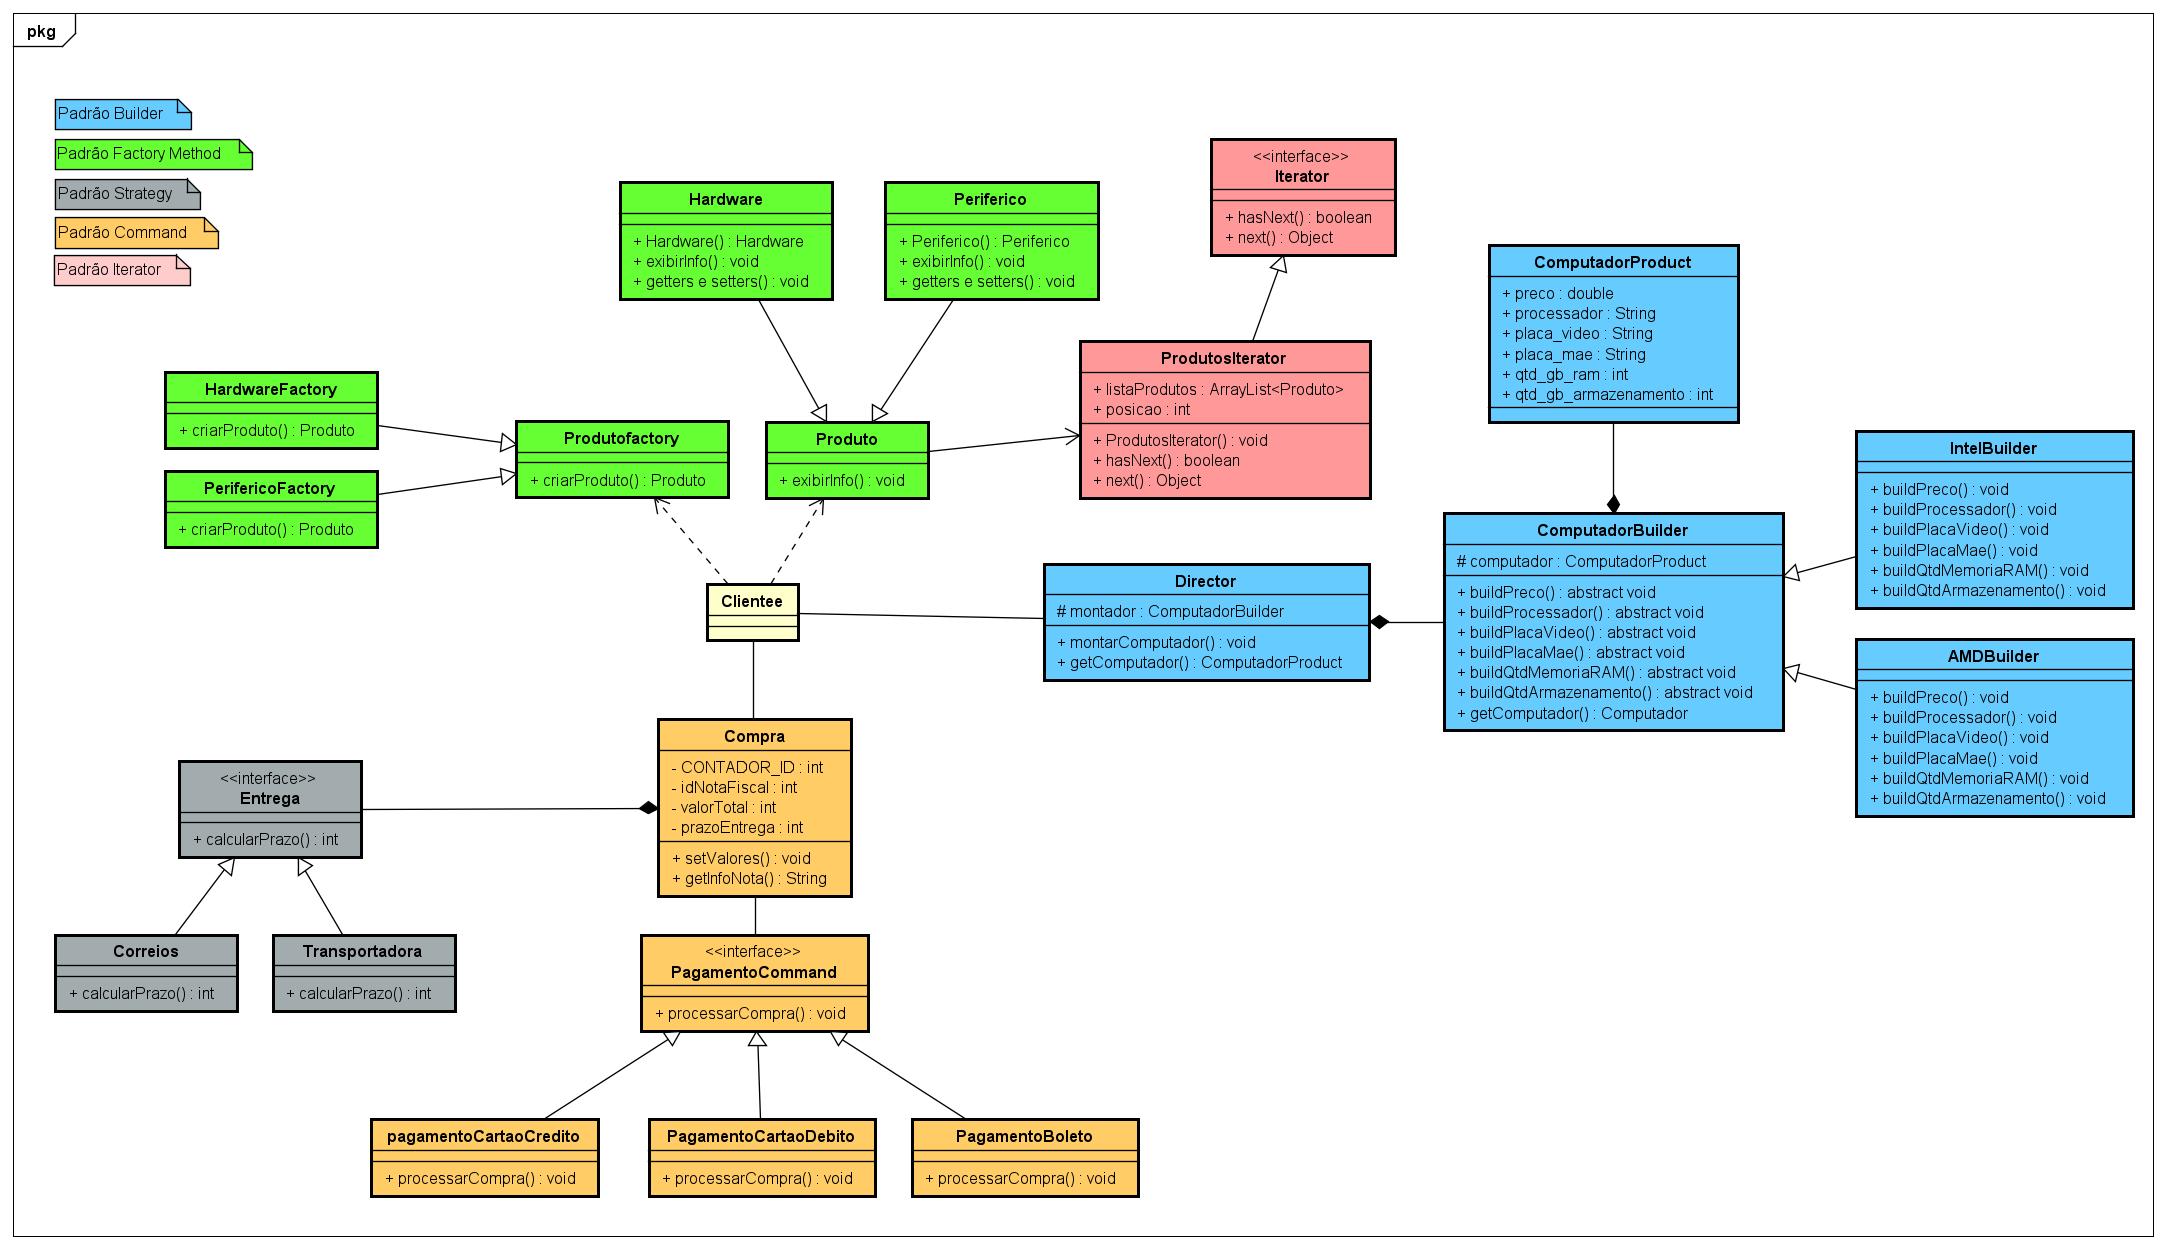 pkg
Padrão Builder
Padrão Factory Method
Padrão Strategy
Padrão Command
Padrão Iterator
Hardware
+ Hardware() : Hardware
+ exibirInfo() : void
+ getters e setters() : void
Periferico
+ Periferico() : Periferico
+ exibirInfo() : void
+ getters e setters() : void
<<interface>>
Iterator
+ hasNext() : boolean
+ next() : Object
ComputadorProduct
+ preco : double
+ processador : String
+ placa_video : String
+ placa_mae : String
+ qtd_gb_ram : int
+ qtd_gb_armazenamento : int
HardwareFactory
+ criarProduto() : Produto
PerifericoFactory
+ criarProduto() : Produto
Produtofactory
+ criarProduto() : Produto
Produto
+ exibirInfo() : void
ProdutosIterator
+ listaProdutos : ArrayList<Produto>
+ posicao : int
+ ProdutosIterator() : void
+ hasNext() : boolean
+ next() : Object
IntelBuilder
+ buildPreco() : void
+ buildProcessador() : void
+ buildPlacaVideo() : void
+ buildPlacaMae() : void
+ buildQtdMemoriaRAM() : void
+ buildQtdArmazenamento() : void
ComputadorBuilder
# computador : ComputadorProduct
+ buildPreco() : abstract void
+ buildProcessador() : abstract void
+ buildPlacaVideo() : abstract void
+ buildPlacaMae() : abstract void
+ buildQtdMemoriaRAM() : abstract void
+ buildQtdArmazenamento() : abstract void
+ getComputador() : Computador
Director
# montador : ComputadorBuilder
+ montarComputador() : void
+ getComputador() : ComputadorProduct
Clientee
AMDBuilder
+ buildPreco() : void
+ buildProcessador() : void
+ buildPlacaVideo() : void
+ buildPlacaMae() : void
+ buildQtdMemoriaRAM() : void
+ buildQtdArmazenamento() : void
Compra
- CONTADOR_ID : int
- idNotaFiscal : int
- valorTotal : int
- prazoEntrega : int
+ setValores() : void
+ getInfoNota() : String
<<interface>>
Entrega
+ calcularPrazo() : int
Correios
+ calcularPrazo() : int
Transportadora
+ calcularPrazo() : int
<<interface>>
PagamentoCommand
+ processarCompra() : void
pagamentoCartaoCredito
+ processarCompra() : void
PagamentoCartaoDebito
+ processarCompra() : void
PagamentoBoleto
+ processarCompra() : void